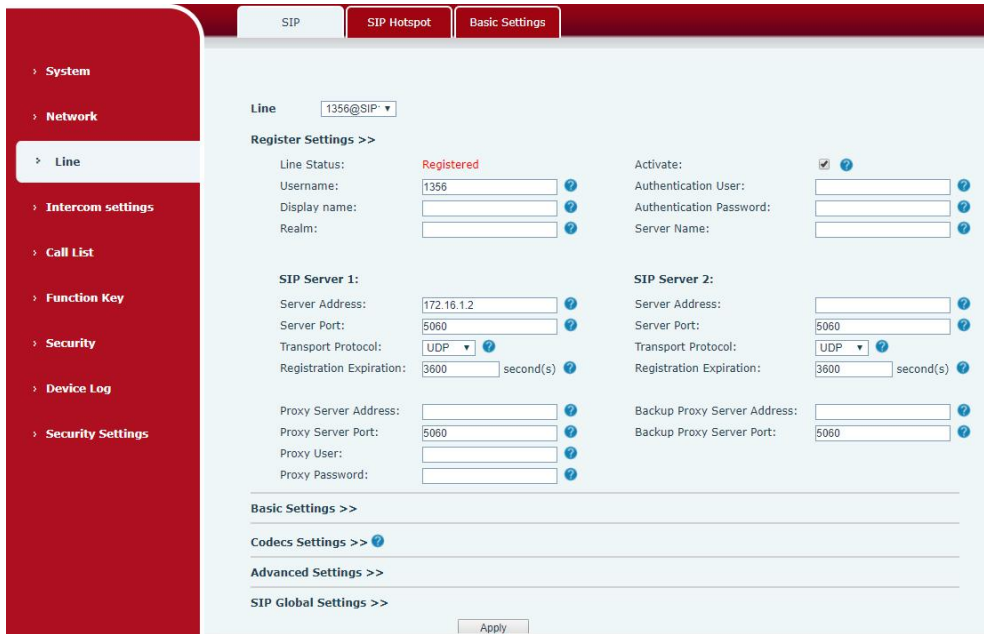 SIP
SIP Hotspot
Basic Settings
System
Network
Line
Intercom settings
Call List
Function Key
Security
Device Log
Security Settings
Line 1356@SIP
Register Settings >>
Line Status: Registered Activate:
Username: 1356 Authentication User:
Display name: Authentication Password:
Realm: Server Name:
SIP Server 1: SIP Server 2:
Server Address: 172.16.1.2 Server Address:
Server Port: 5060 Server Port: 5060
Transport Protocol: UDP Transport Protocol: UDP
Registration Expiration: 3600 second(s) Registration Expiration: 3600 second(s)
Proxy Server Address: Backup Proxy Server Address:
Proxy Server Port: 5060 Backup Proxy Server Port: 5060
Proxy User:
Proxy Password:
Basic Settings >>
Codecs Settings >>
Advanced Settings >>
SIP Global Settings >>
Apply